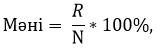 Мәні = R/N * 100%,